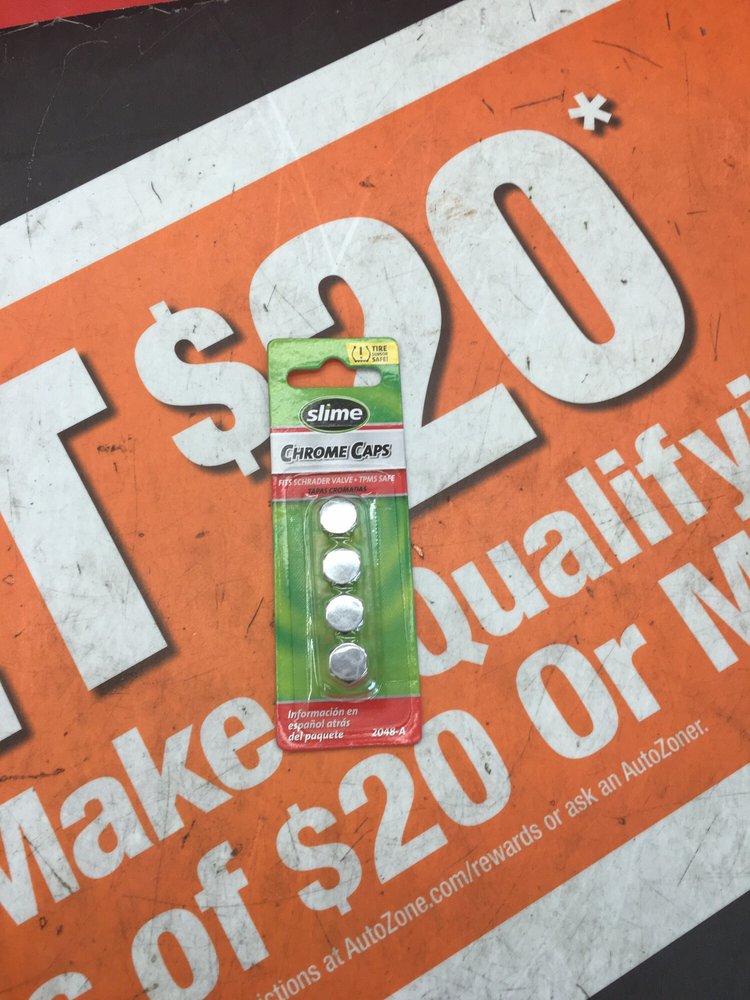 $20*
TIRE
SENSOR
SAFE!
slime
CHROME CAPS
FITS SCHRADER VALVE • TPMS SAFE
TAPAS CROMADAS
Información en
español atrás
del paquete
2048-A
Make Qualifyi
of $20 Or M
ictions at AutoZone.com/rewards or ask an AutoZoner.